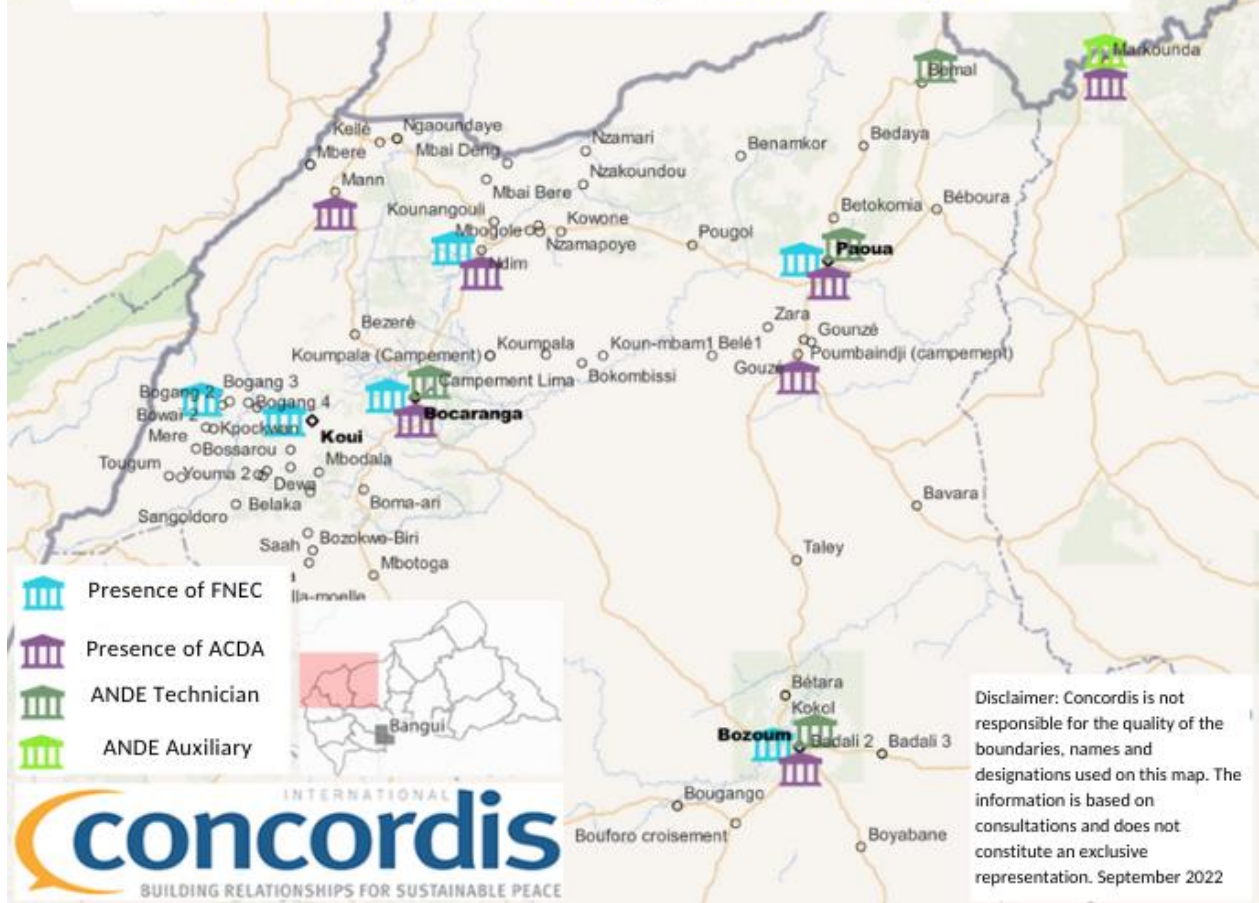 Markounda
Bemal
Kellé
Ngaoundaye
Mbai Deng
Nzamari
Benamkor
Bedaya
Mbere
Mann
Mbai Bere
Nzakoundou
Kounangouli
Kowone
Betokomia
Béboura
Mbogole
Nzamapoye
Pougol
Paoua
Ndim
Zara
Gounzé
Bezeré
Koumpala (Campement)
Koumpala
Koun-mbam1
Belé1
Poumbaindji (campement)
Bokombissi
Gouzé
Bogang 3
Campement Lima
Bogang 2
Bogang 4
Bocaranga
Bowai 2
Kpockwan
Mere
Koui
Bossarou
Tougum
Youma 2
Mbodala
Dewa
Sangoldoro
Belaka
Boma-ari
Bavara
Saah
Bozokwe-Biri
Taley
Mbotoga
lla-moelle
Presence of FNEC
Presence of ACDA
ANDE Technician
ANDE Auxiliary
Bangui
Bétara
Kokol
Bozoum
Badali 2
Badali 3
Bougango
Bouforo croisement
Boyabane
Disclaimer: Concordis is not
responsible for the quality of the
boundaries, names and
designations used on this map. The
information is based on
consultations and does not
constitute an exclusive
representation. September 2022
INTERNATIONAL
concordis
BUILDING RELATIONSHIPS FOR SUSTAINABLE PEACE